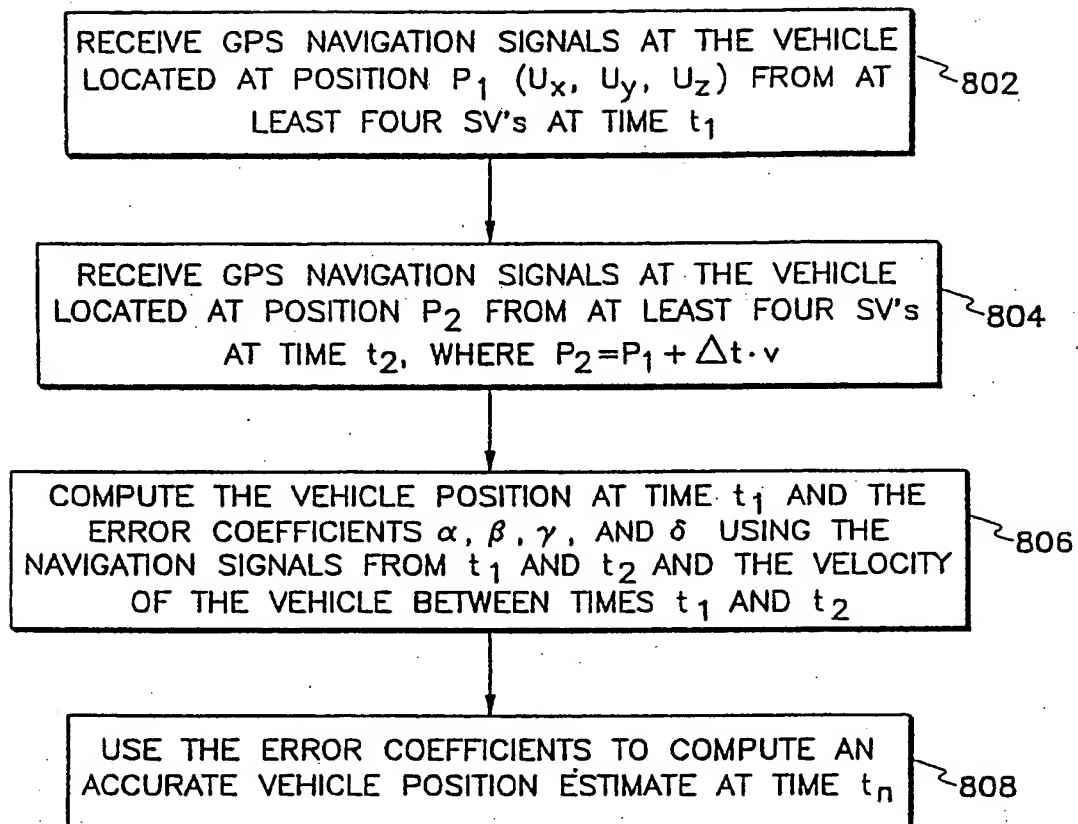 RECEIVE GPS NAVIGATION SIGNALS AT THE VEHICLE
LOCATED AT POSITION P₁ (Uₓ, Uᵧ, U_z) FROM AT
LEAST FOUR SV's AT TIME t₁
802
RECEIVE GPS NAVIGATION SIGNALS AT THE VEHICLE
LOCATED AT POSITION P₂ FROM AT LEAST FOUR SV's
AT TIME t₂, WHERE P₂=P₁+Δt·v
804
COMPUTE THE VEHICLE POSITION AT TIME t₁ AND THE
ERROR COEFFICIENTS α, β, γ, AND δ USING THE
NAVIGATION SIGNALS FROM t₁ AND t₂ AND THE VELOCITY
OF THE VEHICLE BETWEEN TIMES t₁ AND t₂
806
USE THE ERROR COEFFICIENTS TO COMPUTE AN
ACCURATE VEHICLE POSITION ESTIMATE AT TIME tₙ
808